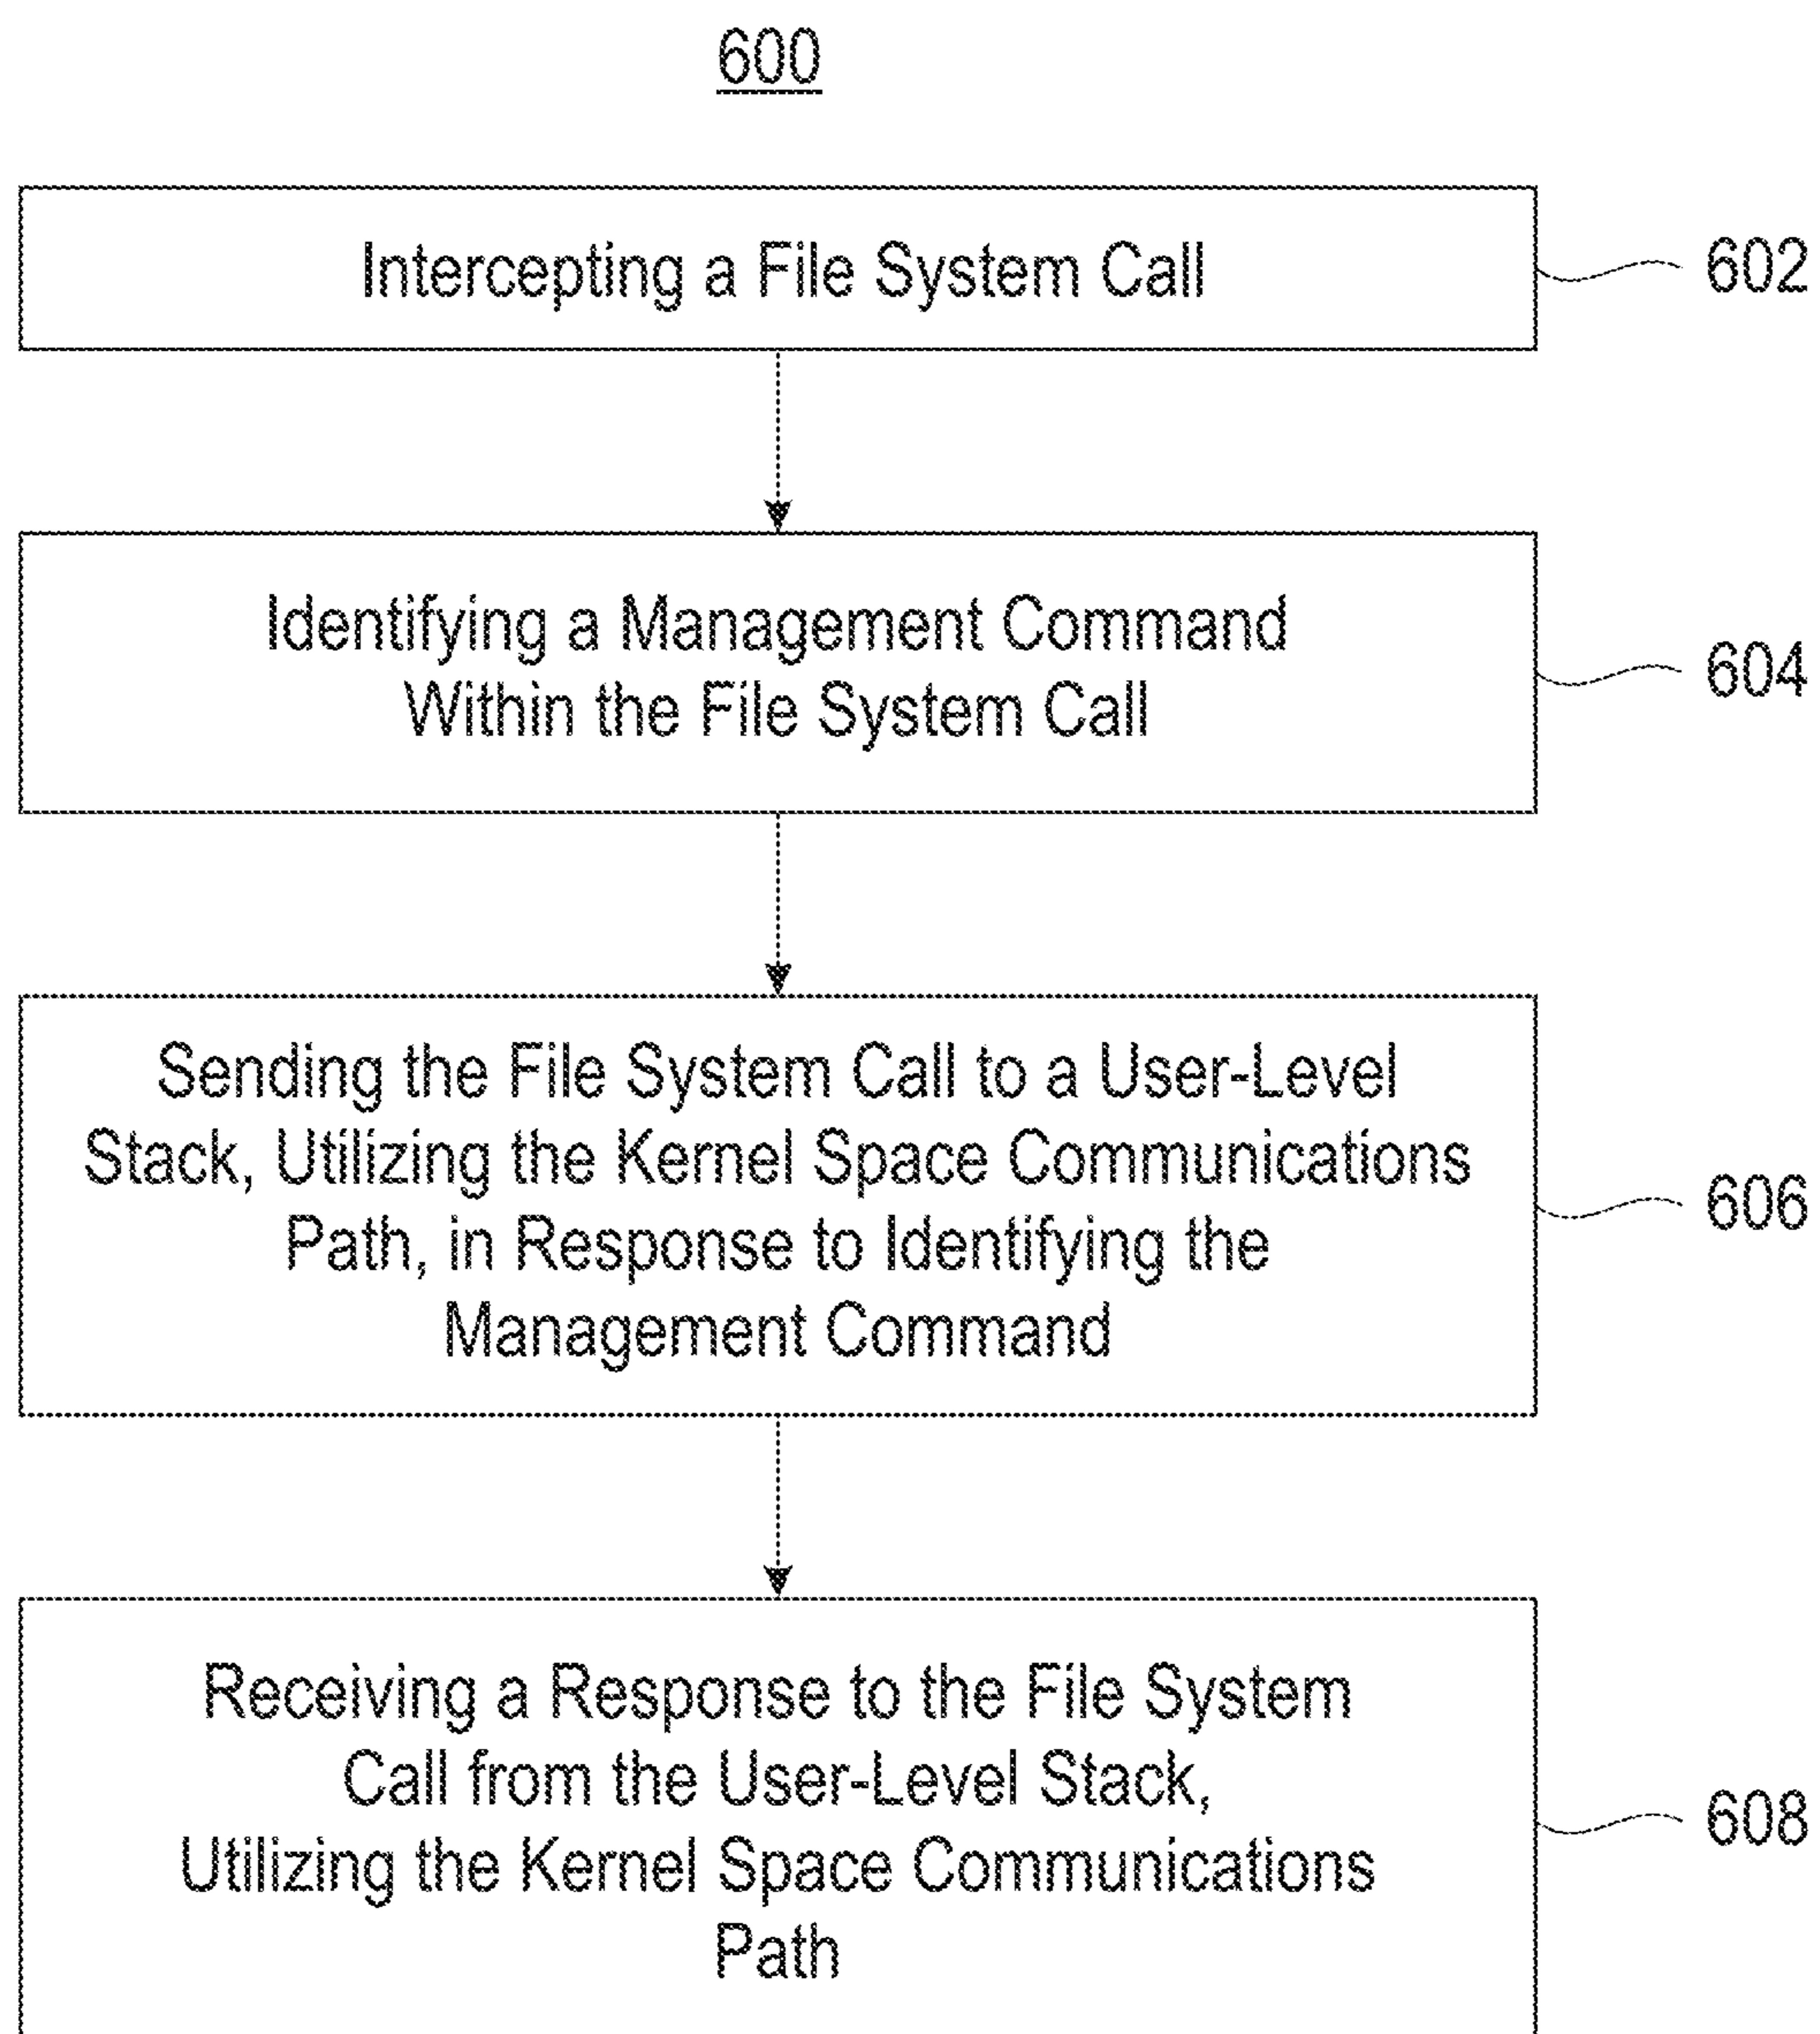 600
Intercepting a File System Call
602
Identifying a Management Command
Within the File System Call
604
Sending the File System Call to a User-Level
Stack, Utilizing the Kernel Space Communications
Path, in Response to Identifying the
Management Command
606
Receiving a Response to the File System
Call from the User-Level Stack,
Utilizing the Kernel Space Communications
Path
608